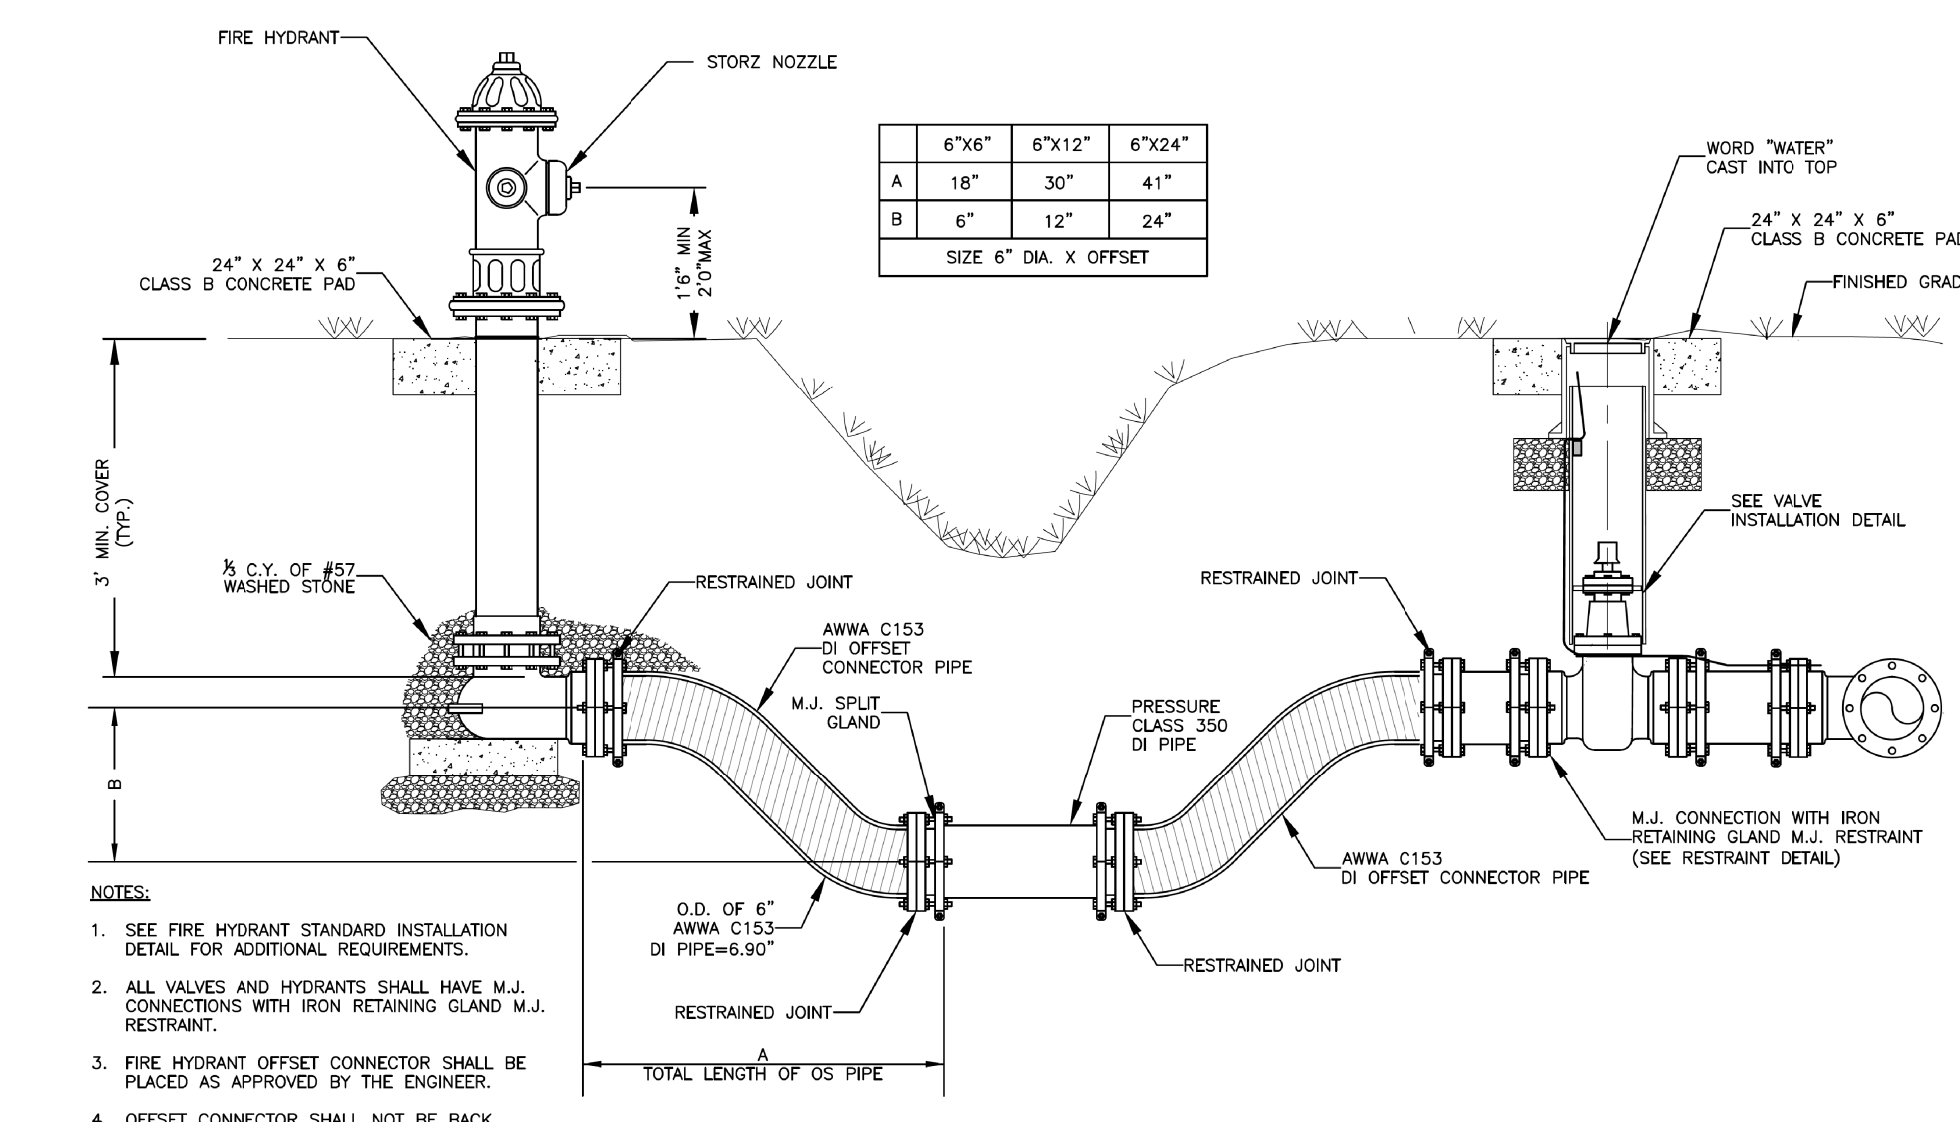 FIRE HYDRANT
STORZ NOZZLE
6"X6" 6"X12" 6"X24"
A 18" 30" 41"
B 6" 12" 24"
SIZE 6" DIA. X OFFSET
WORD "WATER"
CAST INTO TOP
24" X 24" X 6"
CLASS B CONCRETE PAD
FINISHED GRAD
24" X 24" X 6"
CLASS B CONCRETE PAD
1'6" MIN
2'0"MAX
3' MIN. COVER
(TYP.)
SEE VALVE
INSTALLATION DETAIL
⅓ C.Y. OF #57
WASHED STONE
RESTRAINED JOINT
RESTRAINED JOINT
AWWA C153
DI OFFSET
CONNECTOR PIPE
M.J. SPLIT
GLAND
PRESSURE
CLASS 350
DI PIPE
B
M.J. CONNECTION WITH IRON
RETAINING GLAND M.J. RESTRAINT
(SEE RESTRAINT DETAIL)
AWWA C153
DI OFFSET CONNECTOR PIPE
O.D. OF 6"
AWWA C153
DI PIPE=6.90"
RESTRAINED JOINT
RESTRAINED JOINT
A
TOTAL LENGTH OF OS PIPE
NOTES:
1. SEE FIRE HYDRANT STANDARD INSTALLATION
DETAIL FOR ADDITIONAL REQUIREMENTS.
2. ALL VALVES AND HYDRANTS SHALL HAVE M.J.
CONNECTIONS WITH IRON RETAINING GLAND M.J.
RESTRAINT.
3. FIRE HYDRANT OFFSET CONNECTOR SHALL BE
PLACED AS APPROVED BY THE ENGINEER.
4. OFFSET CONNECTOR SHALL NOT BE BACK